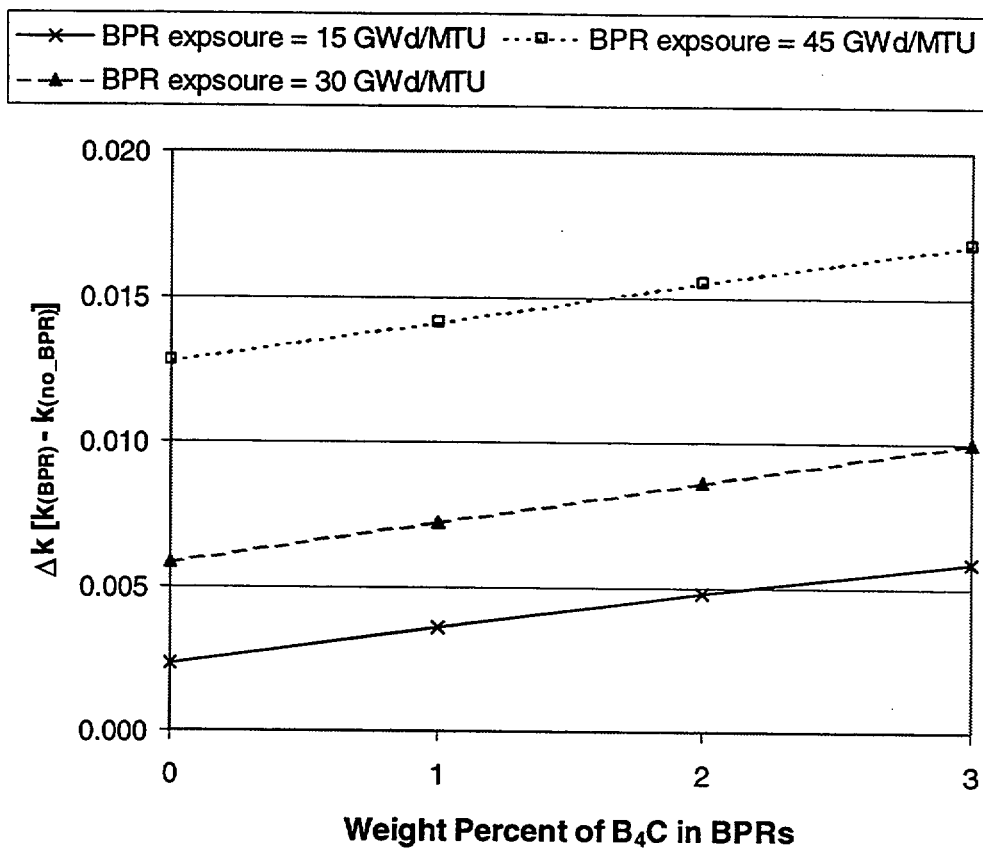 BPR expsoure = 15 GWd/MTU BPR expsoure = 45 GWd/MTU
BPR expsoure = 30 GWd/MTU
0.020
0.015
0.010
0.005
0.000
Δk [k(BPR) - k(no_BPR)]
0 1 2 3
Weight Percent of B₄C in BPRs